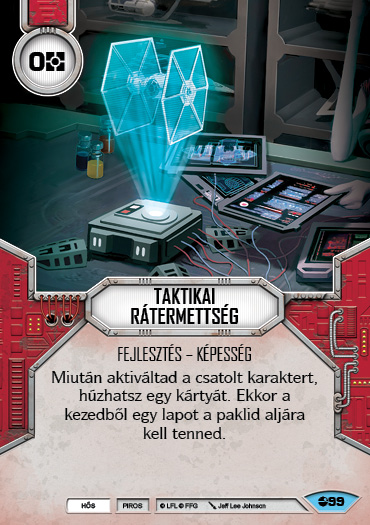 0
TAKTIKAI
RÁTERMETTSÉG
FEJLESZTÉS – KÉPESSÉG
Miután aktiváltad a csatolt karaktert,
húzhatsz egy kártyát. Ekkor a
kezedből egy lapot a paklid aljára
kell tenned.
HŐS PIROS © LFL © FFG Jeff Lee Johnson 99